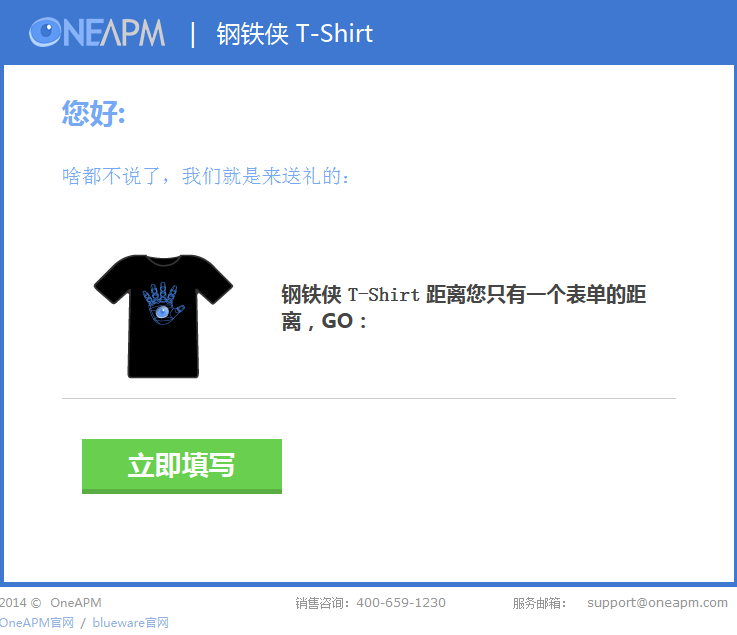 ONEAPM | 钢铁侠 T-Shirt
您好:
啥都不说了，我们就是来送礼的：
钢铁侠 T-Shirt 距离您只有一个表单的距
离，GO：
立即填写
2014 © OneAPM 销售咨询：400-659-1230 服务邮箱： support@oneapm.com
OneAPM官网 / blueware官网